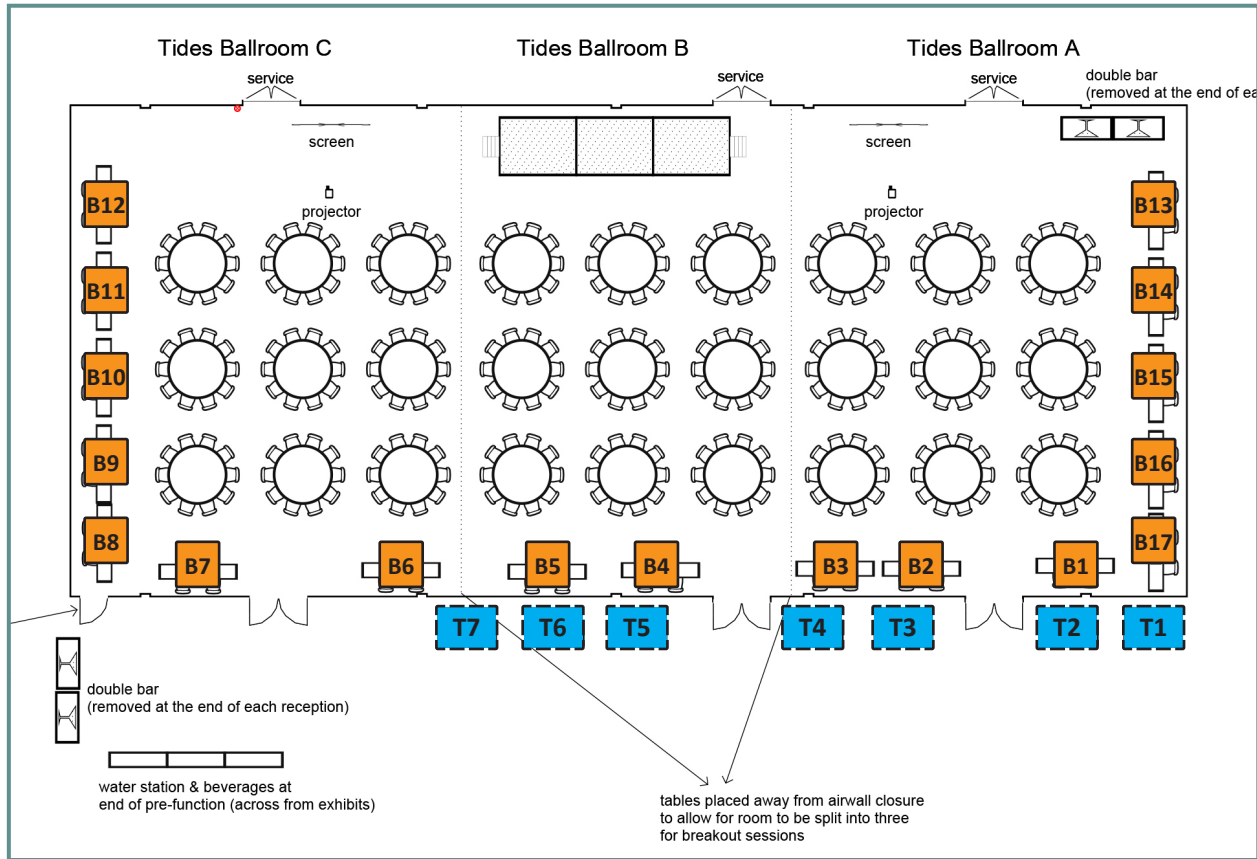 Tides Ballroom C
Tides Ballroom B
Tides Ballroom A
service
service
service
double bar
(removed at the end of ea
screen
screen
projector
projector
B12
B13
B11
B14
B10
B15
B9
B16
B8
B17
B7
B6
B5
B4
B3
B2
B1
T7
T6
T5
T4
T3
T2
T1
double bar
(removed at the end of each reception)
water station & beverages at
end of pre-function (across from exhibits)
tables placed away from airwall closure
to allow for room to be split into three
for breakout sessions